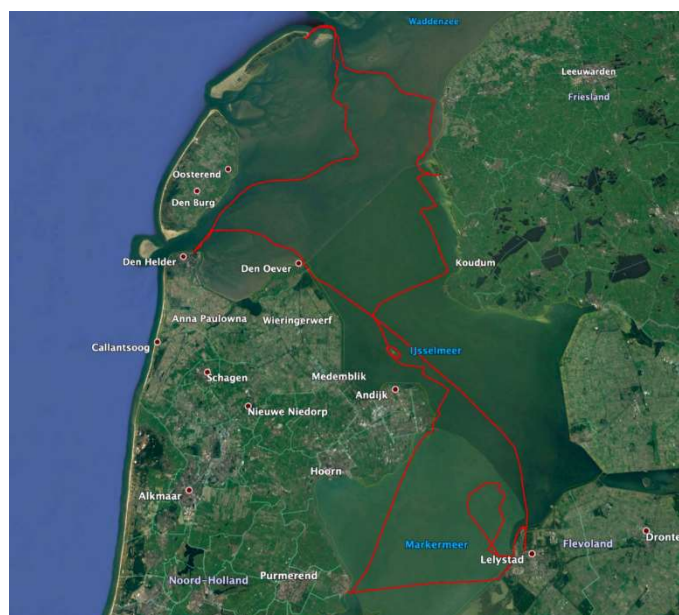 Waddenzee
Leeuwarden
Friesland
Oosterend
Den Burg
Den Helder
Den Oever
Koudum
Anna Paulowna
Wieringerwerf
Callantsoog
IJsselmeer
Schagen
Medemblik
Andijk
Nieuwe Niedorp
Hoorn
Alkmaar
Markermeer
Lelystad
Flevoland
Dronte
Noord-Holland
Purmerend